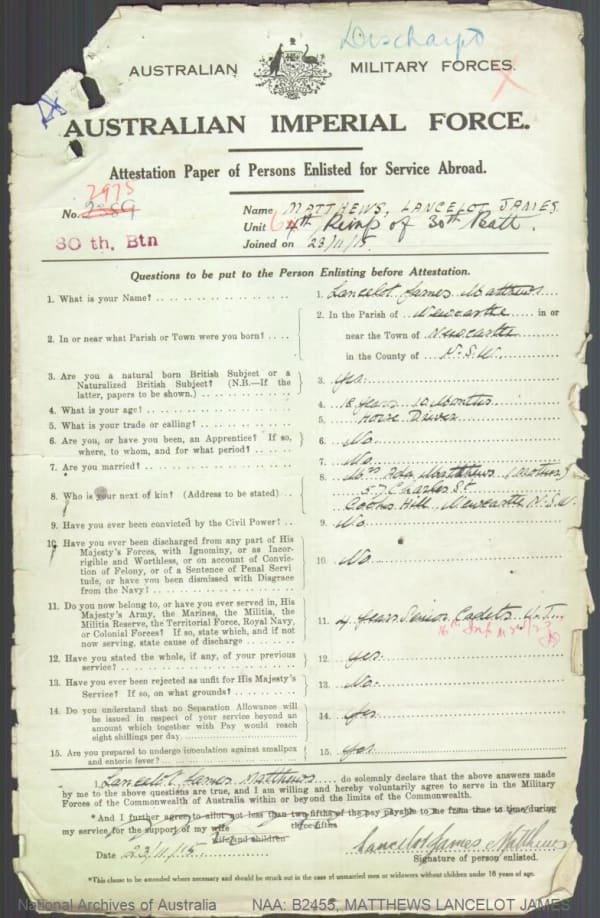 Discharged
AUSTRALIAN MILITARY FORCES.
AUSTRALIAN IMPERIAL FORCE.
Attestation Paper of Persons Enlisted for Service Abroad.
2975
No. 2389
Name MATTHEWS, LANCELOT JAMES.
30 th. Btn
Unit 4th Reinfs of 30th Batt.
Joined on 23/11/15.
Questions to be put to the Person Enlisting before Attestation.
1. What is your Name?
1. Lancelot James Matthews
2. In or near what Parish or Town were you born?
2. In the Parish of Newcastle in or
near the Town of Newcastle
in the County of N.S.W.
3. Are you a natural born British Subject or a
Naturalized British Subject? (N.B.—If the
latter, papers to be shown.)
3. Yes.
4. What is your age?
4. 18 years 10 Months
5. What is your trade or calling?
5. Horse Driver
6. Are you, or have you been, an Apprentice? If so,
where, to whom, and for what period?
6. No
7. Are you married?
7. No
8. Who is your next of kin? (Address to be stated)
8. Mrs Ada Matthews (Mother)
57 Charles St
Cooks Hill, Newcastle N.S.W.
9. Have you ever been convicted by the Civil Power?
9. No
10. Have you ever been discharged from any part of His
Majesty's Forces, with Ignominy, or as Incor-
rigible and Worthless, or on account of Convic-
tion of Felony, or of a Sentence of Penal Servi-
tude, or have you been Dismissed with Disgrace
from the Navy?
10. No
11. Do you now belong to, or have you ever served in, His
Majesty's Army, the Marines, the Militia, the
Militia Reserve, the Territorial Force, Royal Navy,
or Colonial Forces? If so, state which, and if not
now serving, state cause of discharge
11. 4 years Senior Cadets
16th Inf
12. Have you stated the whole, if any, of your previous
service?
12. yes.
13. Have you ever been rejected as unfit for His Majesty's
Service? If so, on what grounds?
13. No.
14. Do you understand that no Separation Allowance will
be issued in respect of your service beyond an
amount which together with Pay would reach
eight shillings per day
14. Yes
15. Are you prepared to undergo inoculation against smallpox
and enteric fever?
15. Yes
I, Lancelot James Matthews do solemnly declare that the above answers made
by me to the above questions are true, and I am willing and hereby voluntarily agree to serve in the Military
Forces of the Commonwealth of Australia within or beyond the limits of the Commonwealth.
*And I further agree to allot not less than two-fifths of the pay payable to me from time to time during
three-fifths
my service for the support of my wife
wife and children
Date 23/11/15
Lancelot James Matthews
Signature of person enlisted.
*This clause to be amended where necessary and should be struck out in the case of unmarried men or widowers without children under 18 years of age.
National Archives of Australia NAA: B2455, MATTHEWS LANCELOT JAMES